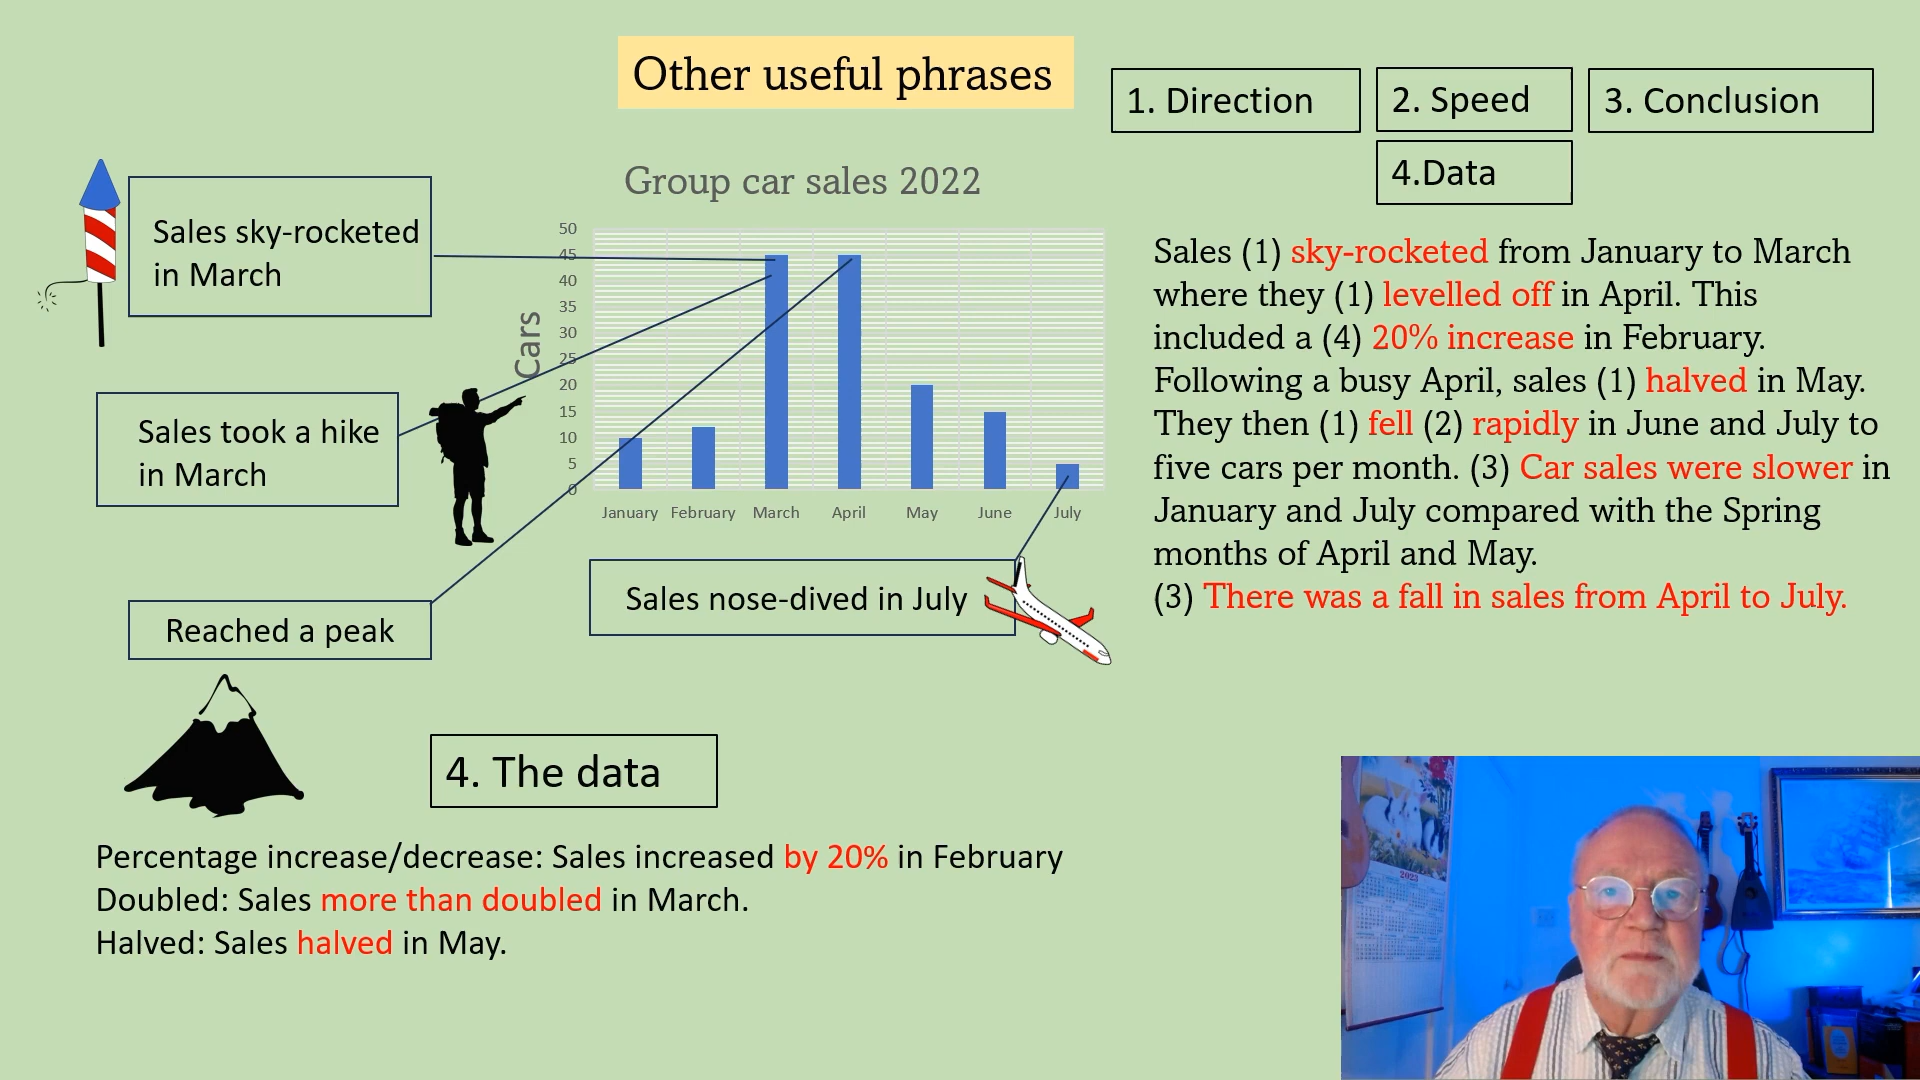 Other useful phrases
1. Direction
2. Speed
3. Conclusion
4.Data
Sales sky-rocketed
in March
Sales took a hike
in March
Reached a peak
Group car sales 2022
Cars
50
45
40
35
30
25
20
15
10
5
0
January February March April May June July
Sales nose-dived in July
Sales (1) sky-rocketed from January to March
where they (1) levelled off in April. This
included a (4) 20% increase in February.
Following a busy April, sales (1) halved in May.
They then (1) fell (2) rapidly in June and July to
five cars per month. (3) Car sales were slower in
January and July compared with the Spring
months of April and May.
(3) There was a fall in sales from April to July.
4. The data
Percentage increase/decrease: Sales increased by 20% in February
Doubled: Sales more than doubled in March.
Halved: Sales halved in May.
2023